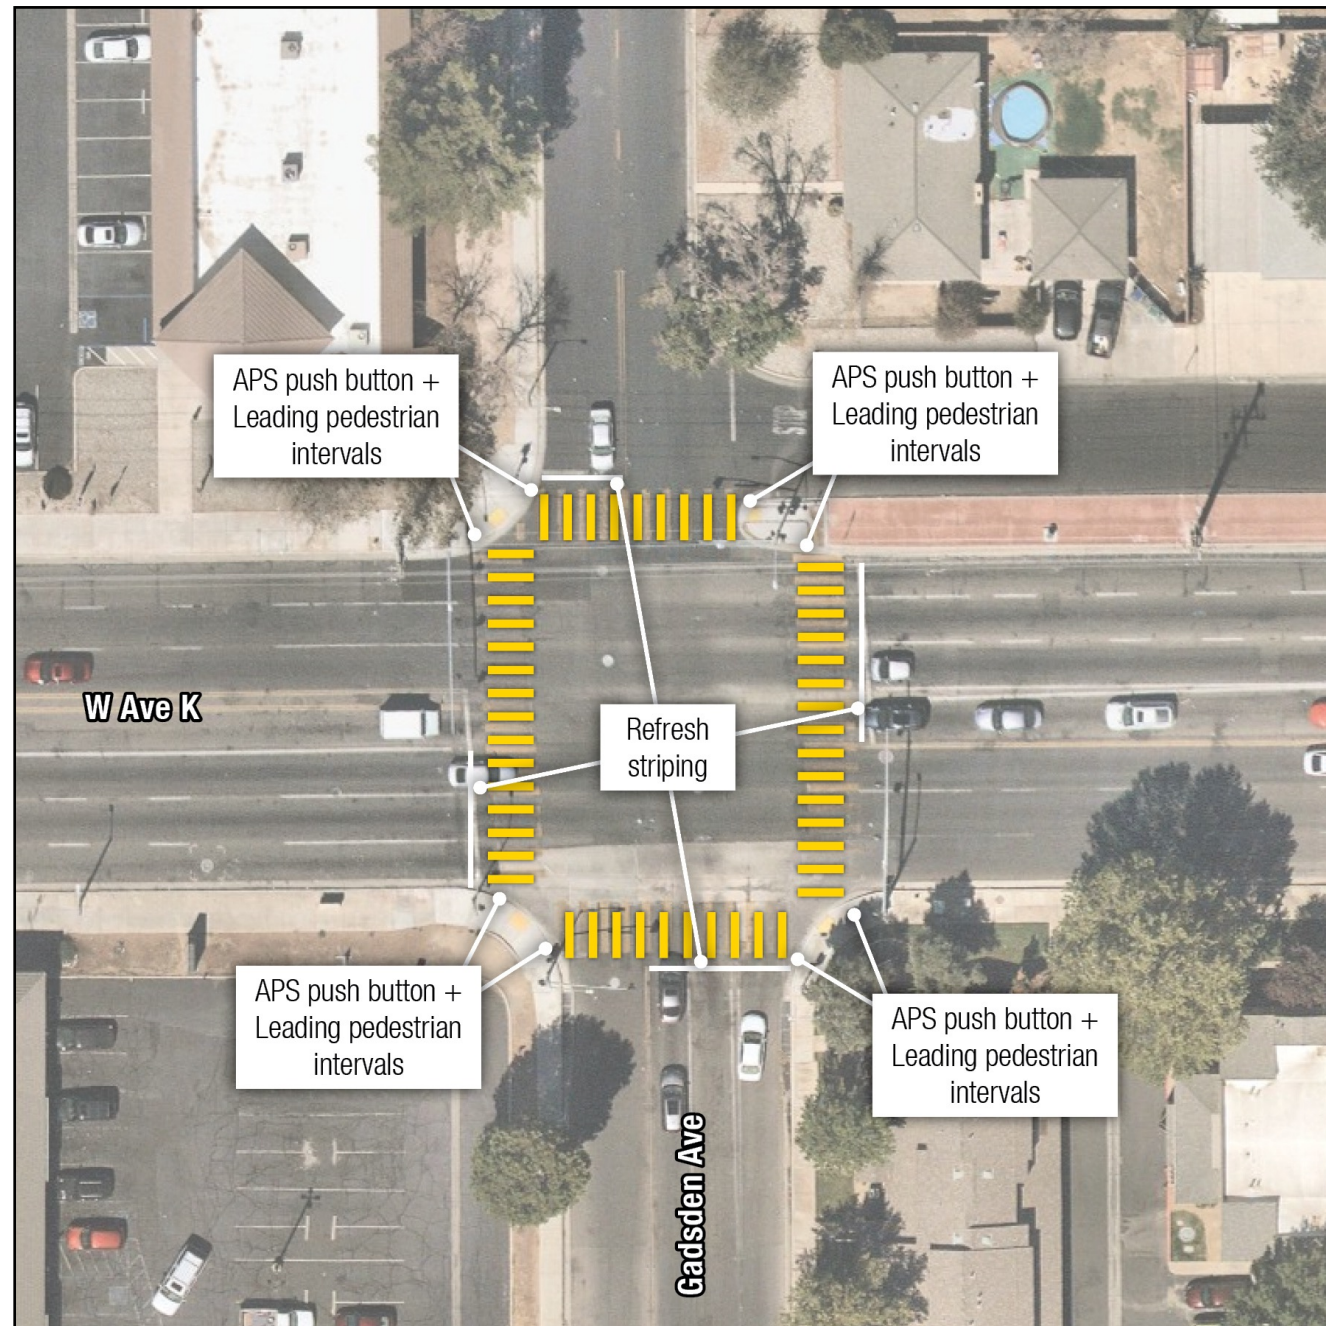 APS push button +
Leading pedestrian
intervals
APS push button +
Leading pedestrian
intervals
STOP
W Ave K
Refresh
striping
APS push button +
Leading pedestrian
intervals
APS push button +
Leading pedestrian
intervals
Gadsden Ave